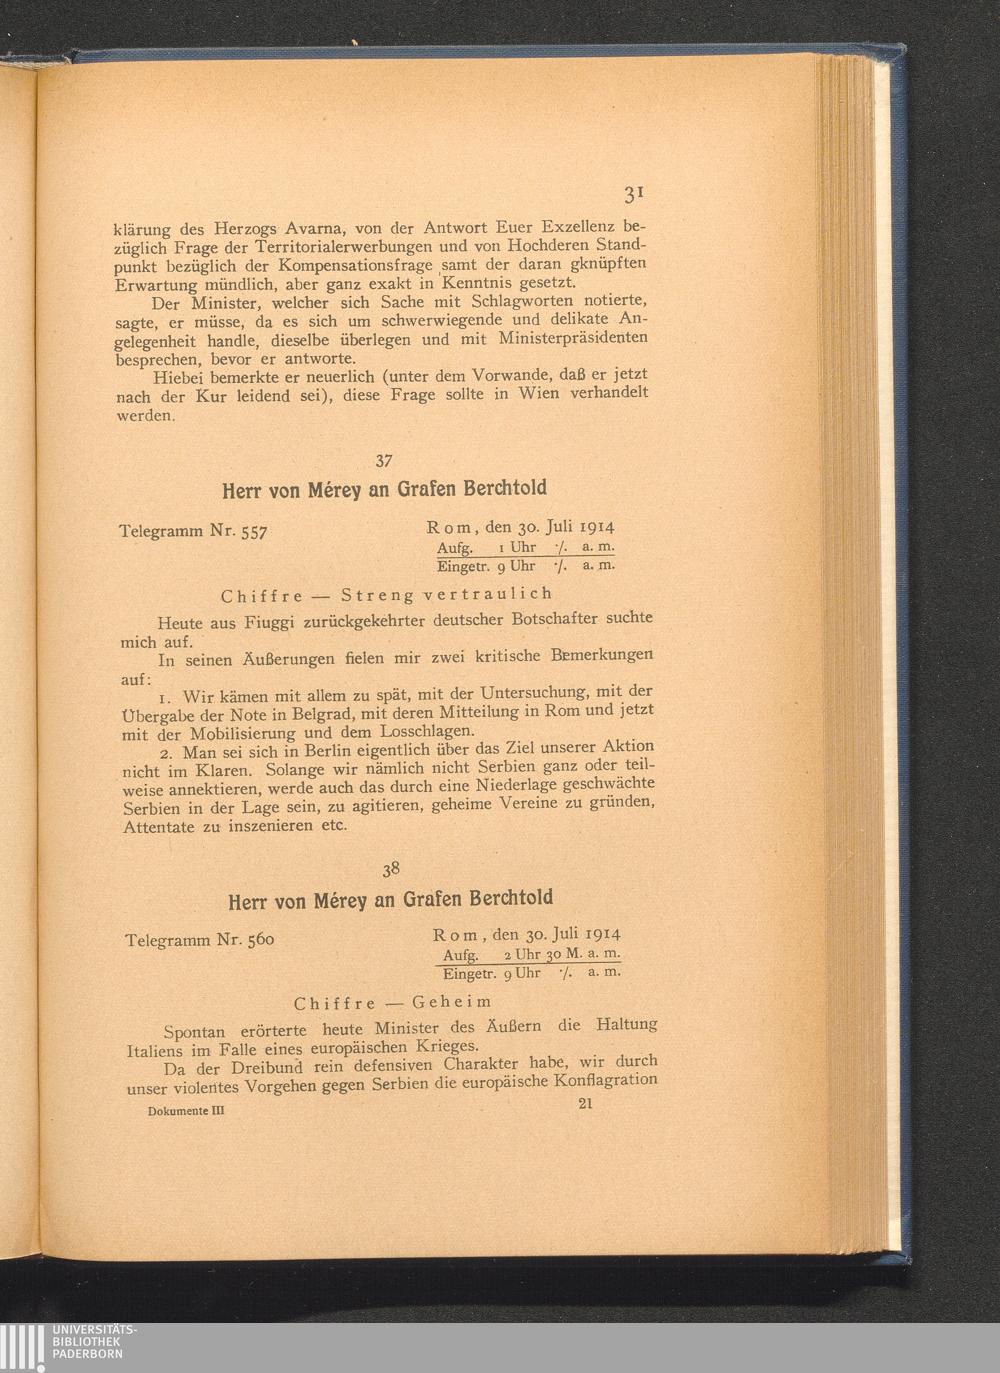 31
klärung des Herzogs Avarna, von der Antwort Euer Exzellenz be-
züglich Frage der Territorialerwerbungen und von Hochderen Stand-
punkt bezüglich der Kompensationsfrage samt der daran gknüpften
Erwartung mündlich, aber ganz exakt in Kenntnis gesetzt.
Der Minister, welcher sich Sache mit Schlagworten notierte,
sagte, er müsse, da es sich um schwerwiegende und delikate An-
gelegenheit handle, dieselbe überlegen und mit Ministerpräsidenten
besprechen, bevor er antworte.
Hiebei bemerkte er neuerlich (unter dem Vorwande, daß er jetzt
nach der Kur leidend sei), diese Frage sollte in Wien verhandelt
werden.
37
Herr von Mérey an Grafen Berchtold
Telegramm Nr. 557
Rom, den 30. Juli 1914
Aufg. 1 Uhr ·/. a. m.
Eingetr. 9 Uhr ·/. a. m.
Chiffre — Streng vertraulich
Heute aus Fiuggi zurückgekehrter deutscher Botschafter suchte
mich auf.
In seinen Äußerungen fielen mir zwei kritische Bemerkungen
auf:
1. Wir kämen mit allem zu spät, mit der Untersuchung, mit der
Übergabe der Note in Belgrad, mit deren Mitteilung in Rom und jetzt
mit der Mobilisierung und dem Losschlagen.
2. Man sei sich in Berlin eigentlich über das Ziel unserer Aktion
nicht im Klaren. Solange wir nämlich nicht Serbien ganz oder teil-
weise annektieren, werde auch das durch eine Niederlage geschwächte
Serbien in der Lage sein, zu agitieren, geheime Vereine zu gründen,
Attentate zu inszenieren etc.
38
Herr von Mérey an Grafen Berchtold
Telegramm Nr. 560
Rom, den 30. Juli 1914
Aufg. 2 Uhr 30 M. a. m.
Eingetr. 9 Uhr ·/. a. m.
Chiffre — Geheim
Spontan erörterte heute Minister des Äußern die Haltung
Italiens im Falle eines europäischen Krieges.
Da der Dreibund rein defensiven Charakter habe, wir durch
unser violentes Vorgehen gegen Serbien die europäische Konflagration
Dokumente III
21
UNIVERSITÄTS-
BIBLIOTHEK
PADERBORN